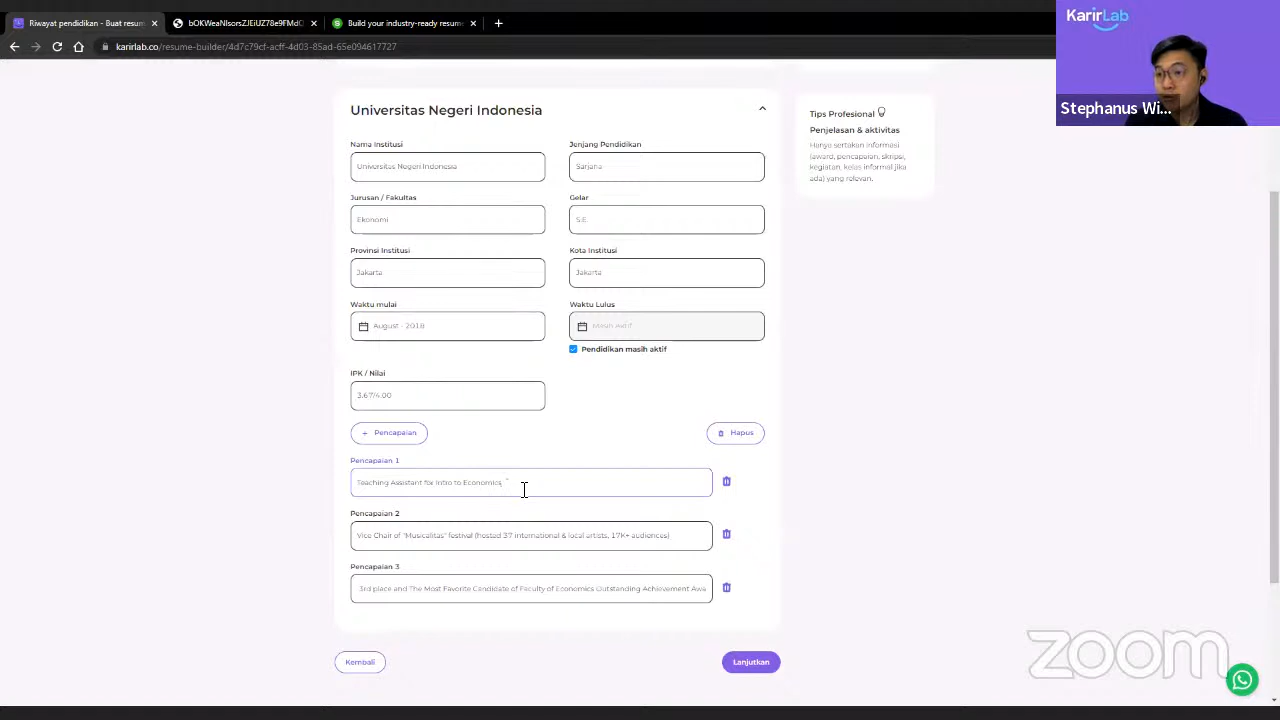 Riwayat pendidikan - Buat resum
bOKWeaNlsorsZJEiUZ78e9FMdO
Build your industry-ready resume
karirlab.co/resume-builder/4d7c79cf-acff-4d03-85ad-65e094617727
KarirLab
Stephanus Wi...
Universitas Negeri Indonesia
Nama Institusi
Jenjang Pendidikan
Universitas Negeri Indonesia
Sarjana
Jurusan / Fakultas
Gelar
Ekonomi
S.E.
Provinsi Institusi
Kota Institusi
Jakarta
Jakarta
Waktu mulai
Waktu Lulus
August - 2018
Masih Aktif
Pendidikan masih aktif
IPK / Nilai
3.67/4.00
+ Pencapaian
Hapus
Pencapaian 1
Teaching Assistant for Intro to Economics
Pencapaian 2
Vice Chair of "Musicalitas" festival (hosted 37 international & local artists, 17K+ audiences)
Pencapaian 3
3rd place and The Most Favorite Candidate of Faculty of Economics Outstanding Achievement Awa
Kembali
Lanjutkan
Tips Profesional
Penjelasan & aktivitas
Hanya sertakan informasi
(award, pencapaian, skripsi,
kegiatan, kelas informal jika
ada) yang relevan.
zoom